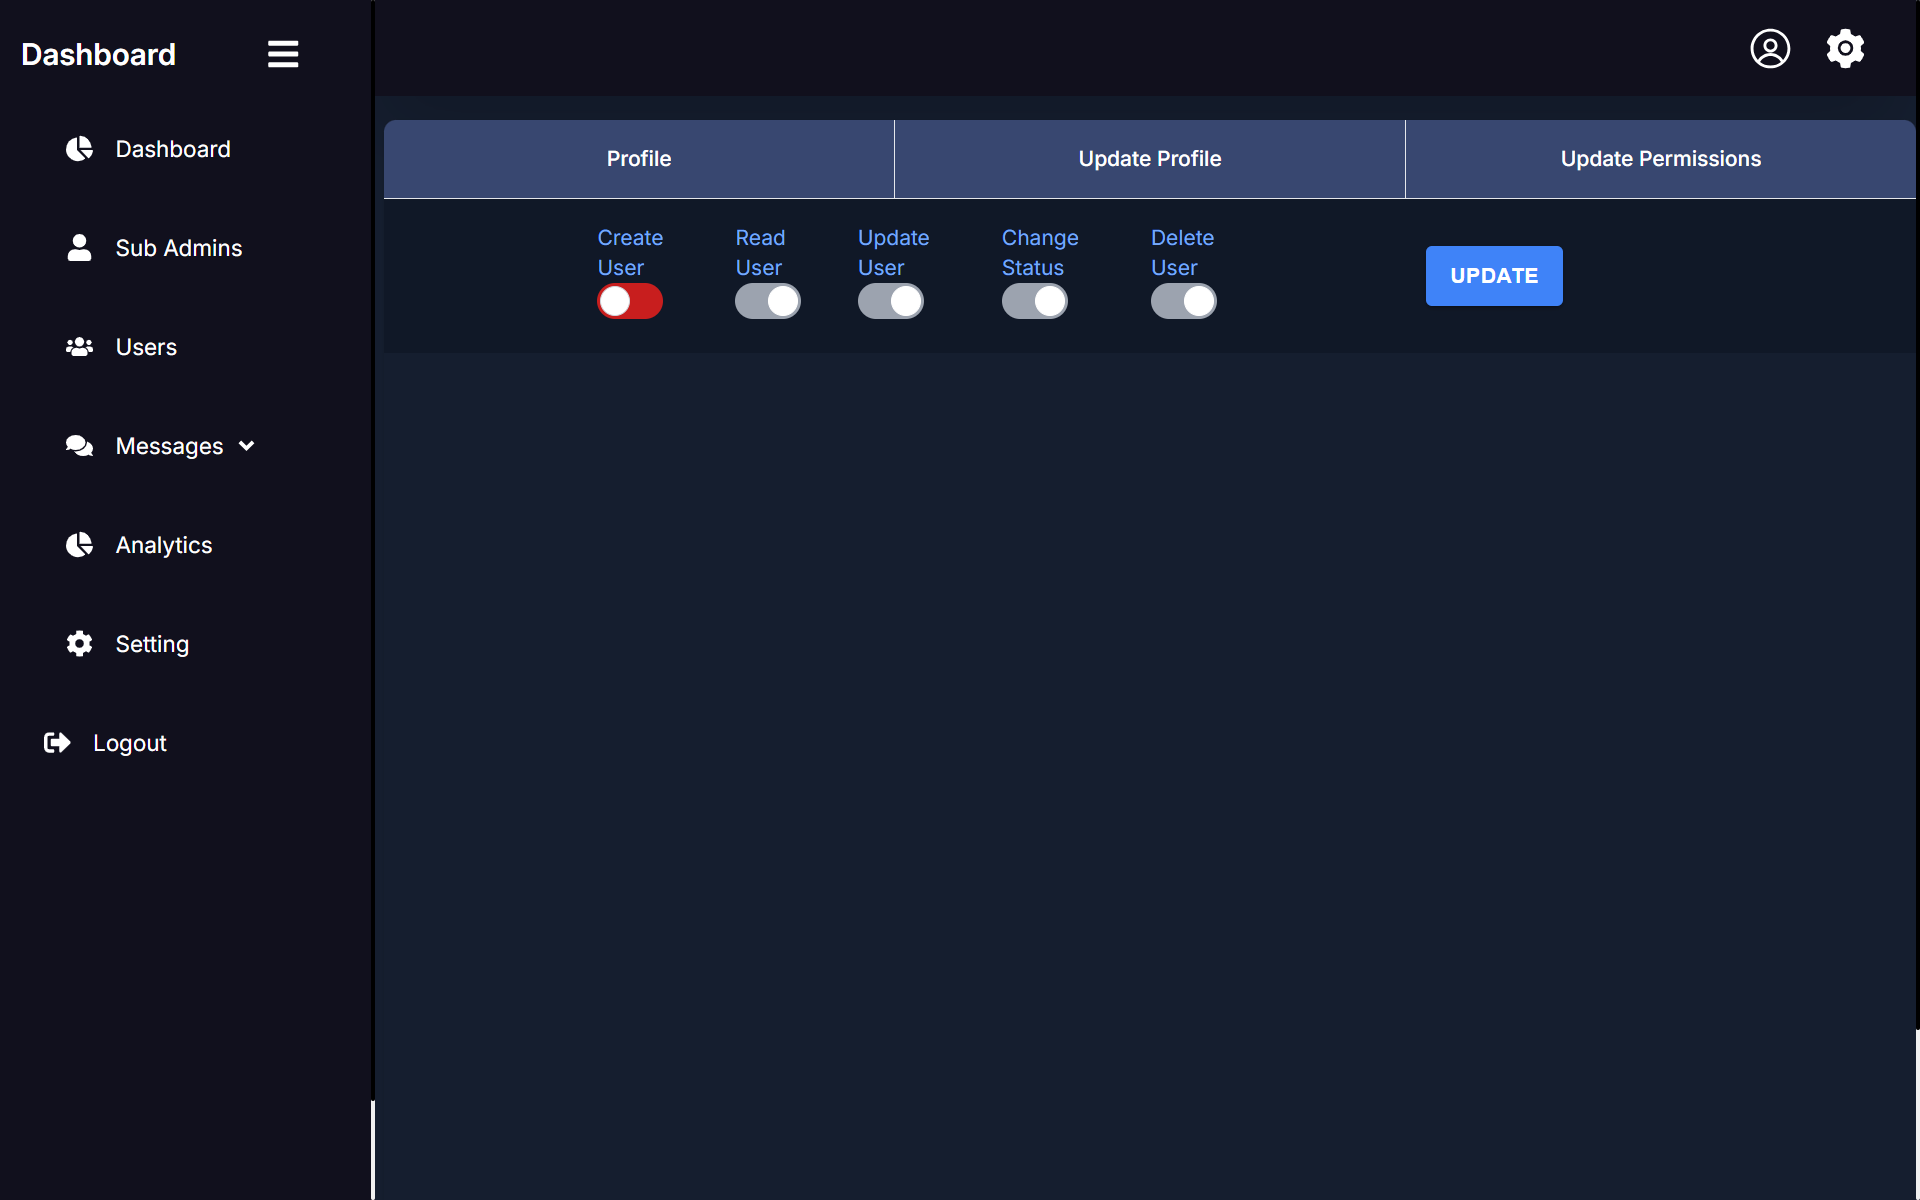 Dashboard
Dashboard
Sub Admins
Users
Messages
Analytics
Setting
Logout
Profile
Update Profile
Update Permissions
Create
User
Read
User
Update
User
Change
Status
Delete
User
UPDATE